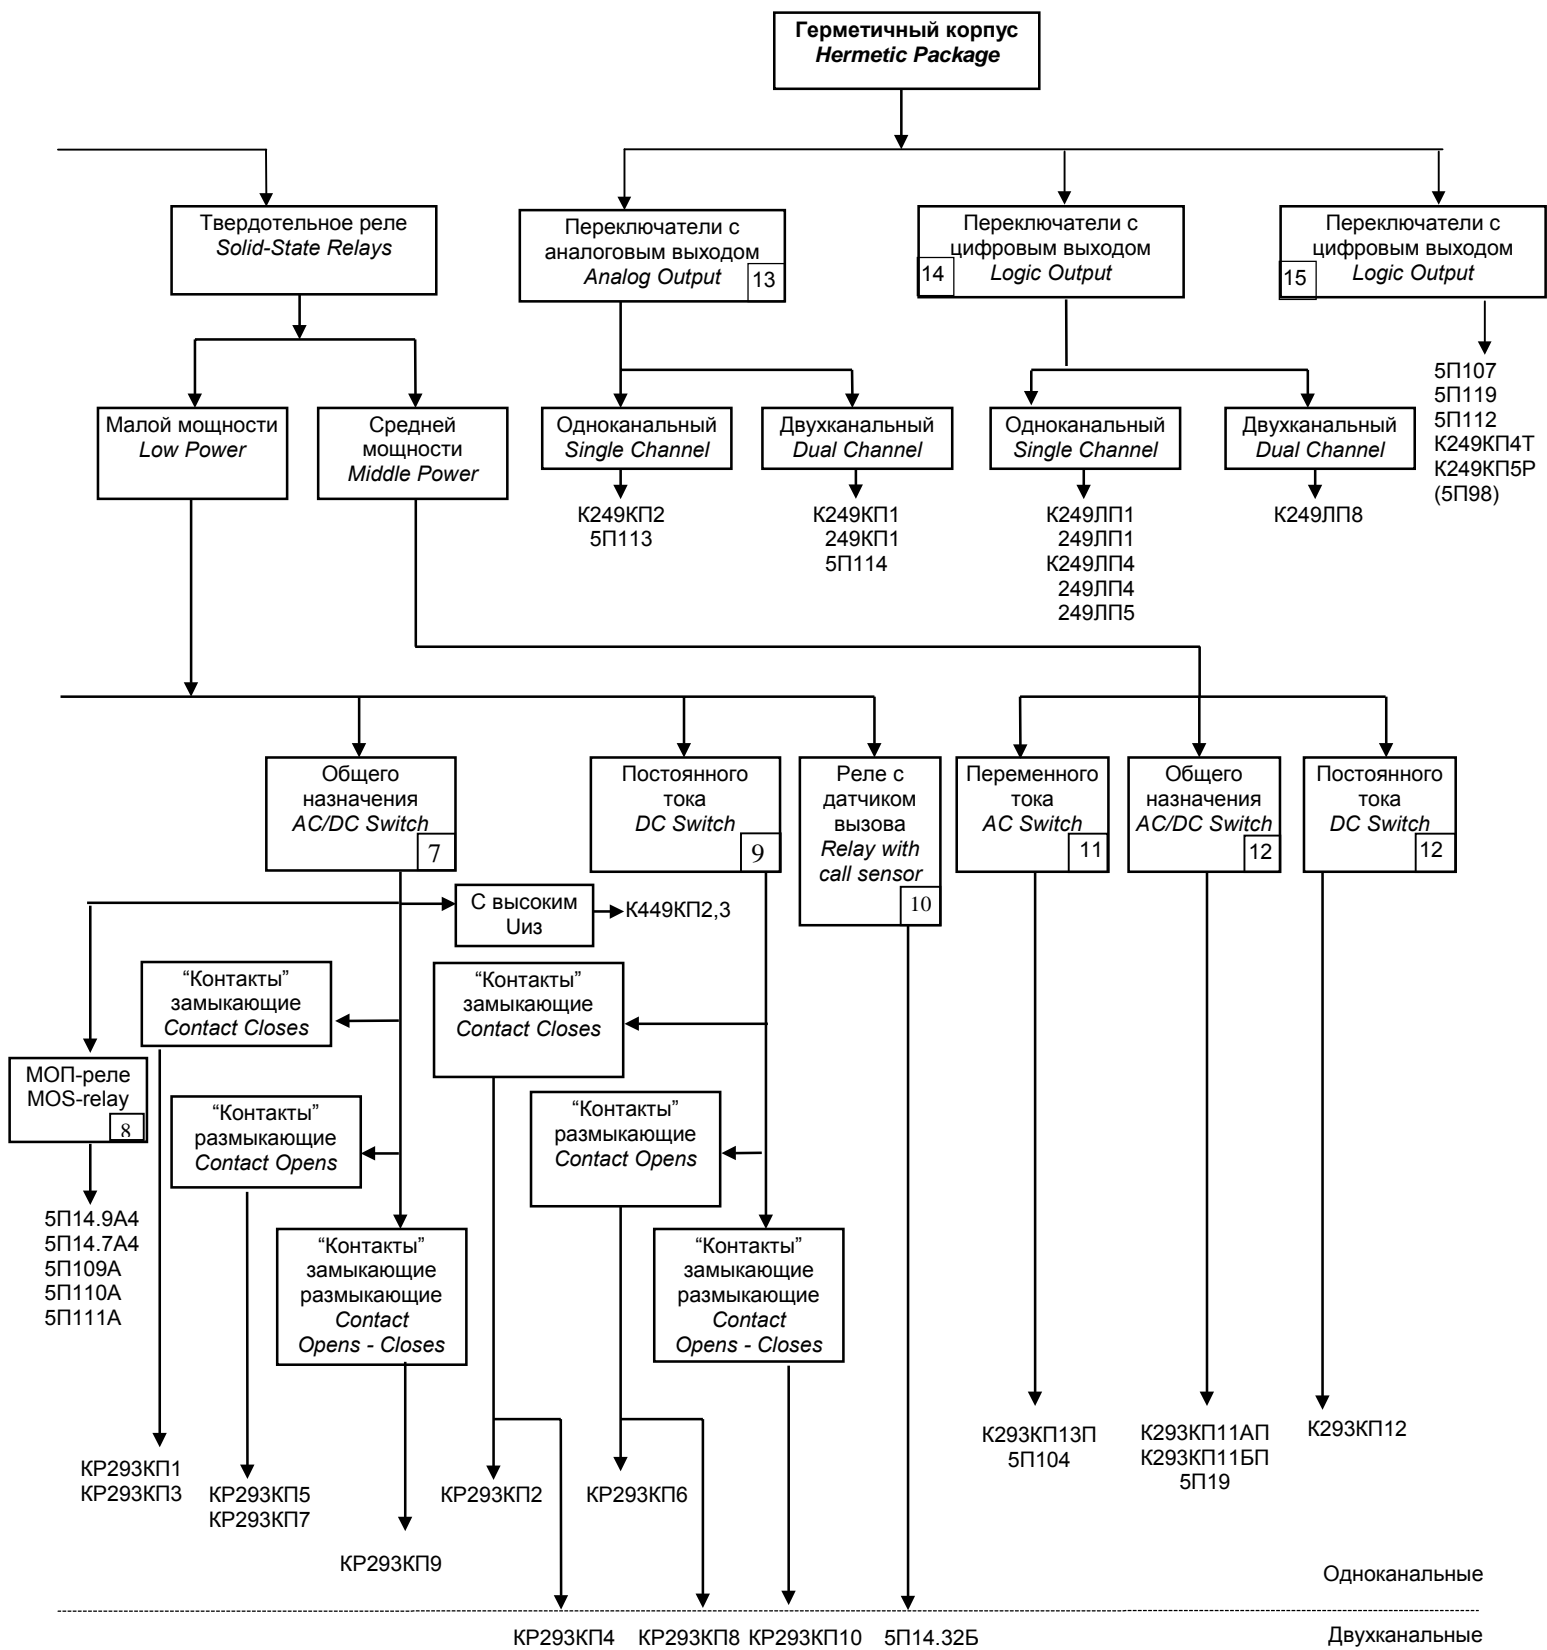 Герметичный корпус
Hermetic Package
Твердотельное реле
Solid-State Relays
Переключатели с
аналоговым выходом
Analog Output
13
Переключатели с
цифровым выходом
Logic Output
14
Переключатели с
цифровым выходом
Logic Output
15
Малой мощности
Low Power
Средней
мощности
Middle Power
Одноканальный
Single Channel
Двухканальный
Dual Channel
Одноканальный
Single Channel
Двухканальный
Dual Channel
5П107
5П119
5П112
К249КП4Т
К249КП5Р
(5П98)
К249КП2
5П113
К249КП1
249КП1
5П114
К249ЛП1
249ЛП1
К249ЛП4
249ЛП4
249ЛП5
К249ЛП8
Общего
назначения
AC/DC Switch
7
Постоянного
тока
DC Switch
9
Реле с
датчиком
вызова
Relay with
call sensor
10
Переменного
тока
AC Switch
11
Общего
назначения
AC/DC Switch
12
Постоянного
тока
DC Switch
12
С высоким
Uиз
К449КП2,3
“Контакты”
замыкающие
Contact Closes
“Контакты”
замыкающие
Contact Closes
МОП-реле
MOS-relay
8
“Контакты”
размыкающие
Contact Opens
“Контакты”
размыкающие
Contact Opens
5П14.9А4
5П14.7А4
5П109А
5П110А
5П111А
“Контакты”
замыкающие
размыкающие
Contact
Opens - Closes
“Контакты”
замыкающие
размыкающие
Contact
Opens - Closes
КР293КП1
КР293КП3
КР293КП5
КР293КП7
КР293КП9
КР293КП2
КР293КП6
К293КП13П
5П104
К293КП11АП
К293КП11БП
5П19
К293КП12
Одноканальные
КР293КП4
КР293КП8
КР293КП10
5П14.32Б
Двухканальные